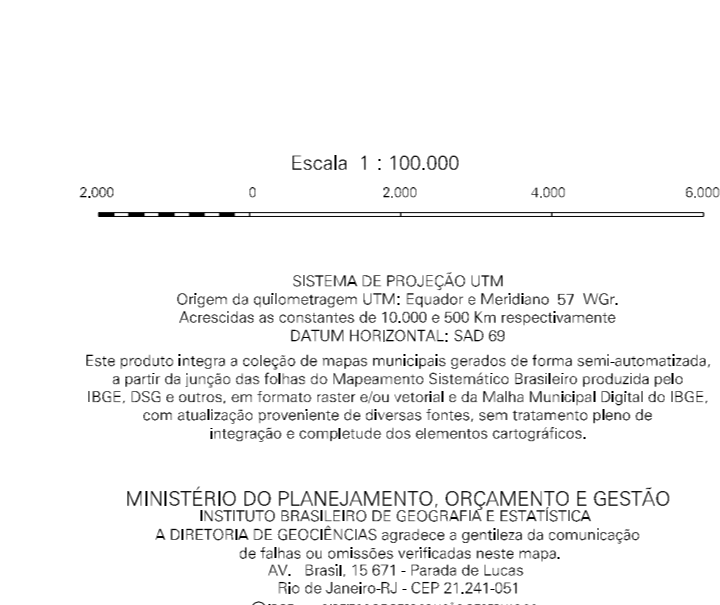 Escala 1 : 100.000
2.000 0 2.000 4.000 6.000
SISTEMA DE PROJEÇÃO UTM
Origem da quilometragem UTM: Equador e Meridiano 57 WGr.
Acrescidas as constantes de 10.000 e 500 Km respectivamente
DATUM HORIZONTAL: SAD 69
Este produto integra a coleção de mapas municipais gerados de forma semi-automatizada,
a partir da junção das folhas do Mapeamento Sistemático Brasileiro produzida pelo
IBGE, DSG e outros, em formato raster e/ou vetorial e da Malha Municipal Digital do IBGE,
com atualização proveniente de diversas fontes, sem tratamento pleno de
integração e completude dos elementos cartográficos.
MINISTÉRIO DO PLANEJAMENTO, ORÇAMENTO E GESTÃO
INSTITUTO BRASILEIRO DE GEOGRAFIA E ESTATÍSTICA
A DIRETORIA DE GEOCIÊNCIAS agradece a gentileza da comunicação
de falhas ou omissões verificadas neste mapa.
AV. Brasil, 15 671 - Parada de Lucas
Rio de Janeiro-RJ - CEP 21.241-051